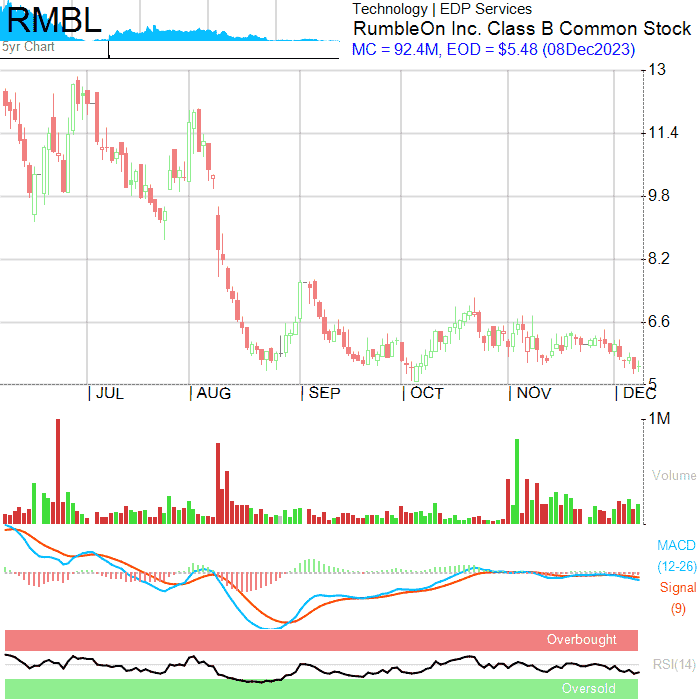 RMBL
5yr Chart
Technology | EDP Services
RumbleOn Inc. Class B Common Stock
MC = 92.4M, EOD = $5.48 (08Dec2023)
13
11.4
9.8
8.2
6.6
5
JUL AUG SEP OCT NOV DEC
1M
Volume
MACD
(12-26)
Signal
(9)
Overbought
RSI(14)
Oversold